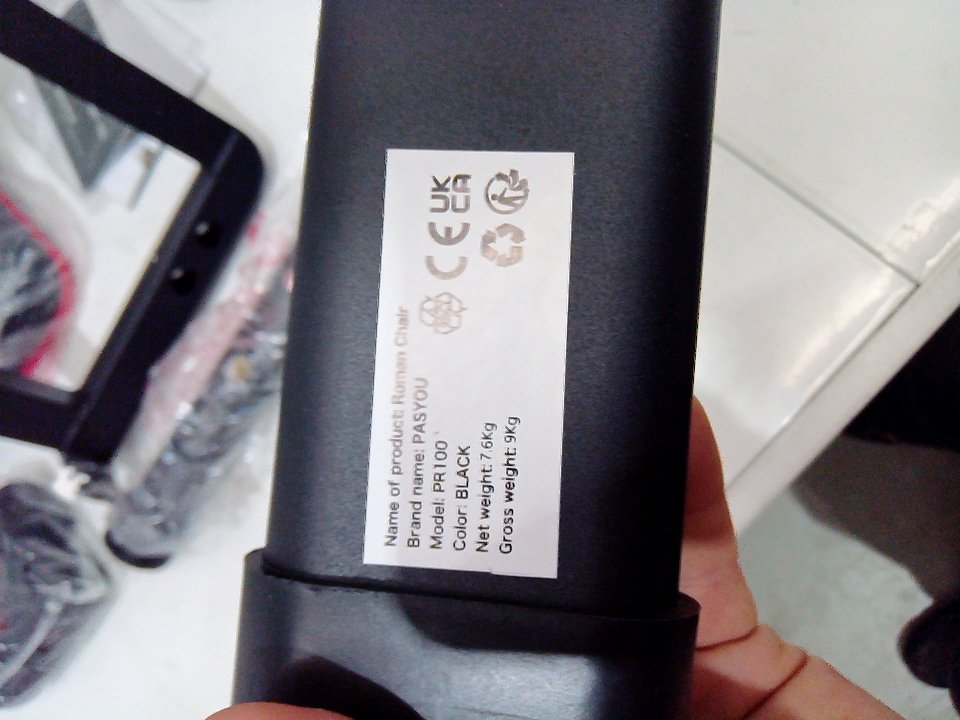 Name of product: Roman Chair
Brand name: PASYOU
Model: PR100
Color: BLACK
Net weight: 7.6Kg
Gross weight: 9Kg
CE
UK
CA